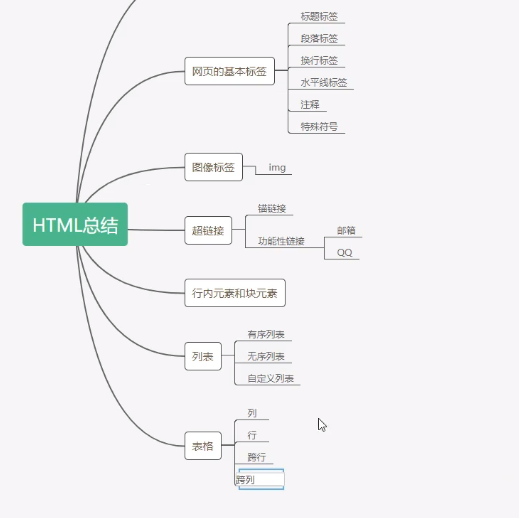 标题标签
段落标签
换行标签
网页的基本标签
水平线标签
注释
特殊符号
图像标签
img
锚链接
HTML总结
超链接
邮箱
功能性链接
QQ
行内元素和块元素
有序列表
列表
无序列表
自定义列表
列
行
表格
跨行
跨列